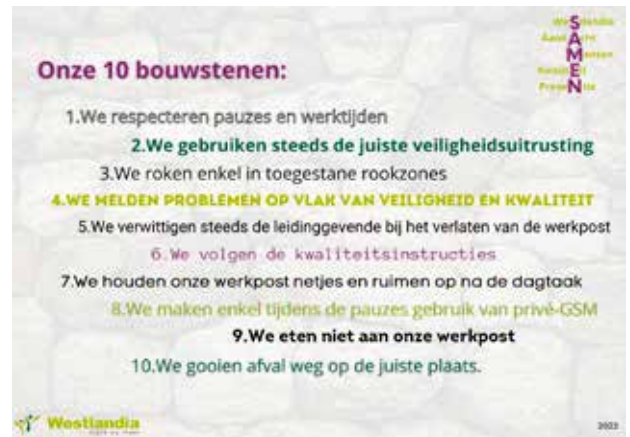 Westlandia
SAMEN
Onze 10 bouwstenen:
1.We respecteren pauzes en werktijden
2.We gebruiken steeds de juiste veiligheidsuitrusting
3.We roken enkel in toegestane rookzones
4.WE MELDEN PROBLEMEN OP VLAK VAN VEILIGHEID EN KWALITEIT
5.We verwittigen steeds de leidinggevende bij het verlaten van de werkpost
6.We volgen de kwaliteitsinstructies
7.We houden onze werkpost netjes en ruimen op na de dagtaak
8.We maken enkel tijdens de pauzes gebruik van privé-GSM
9.We eten niet aan onze werkpost
10.We gooien afval weg op de juiste plaats.
Westlandia
2023